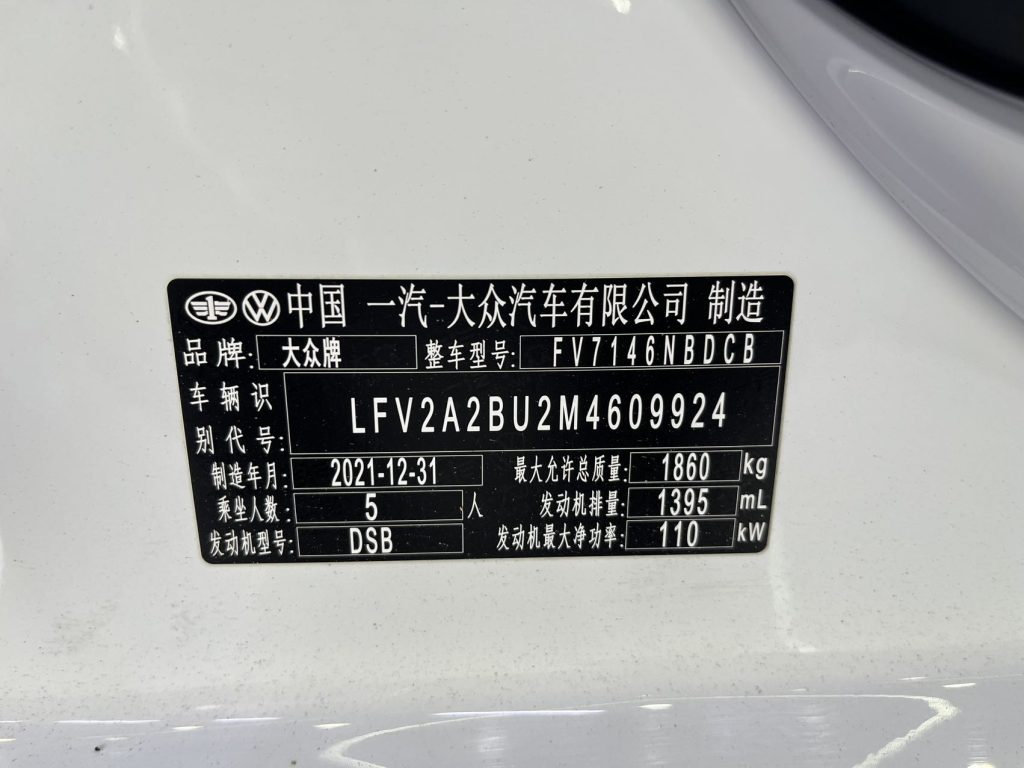 中国 一汽-大众汽车有限公司 制造
品牌: 大众牌 整车型号: FV7146NBDCB
车辆识别代号: LFV2A2BU2M4609924
制造年月: 2021-12-31 最大允许总质量: 1860 kg
乘坐人数: 5 人 发动机排量: 1395 mL
发动机型号: DSB 发动机最大净功率: 110 kW